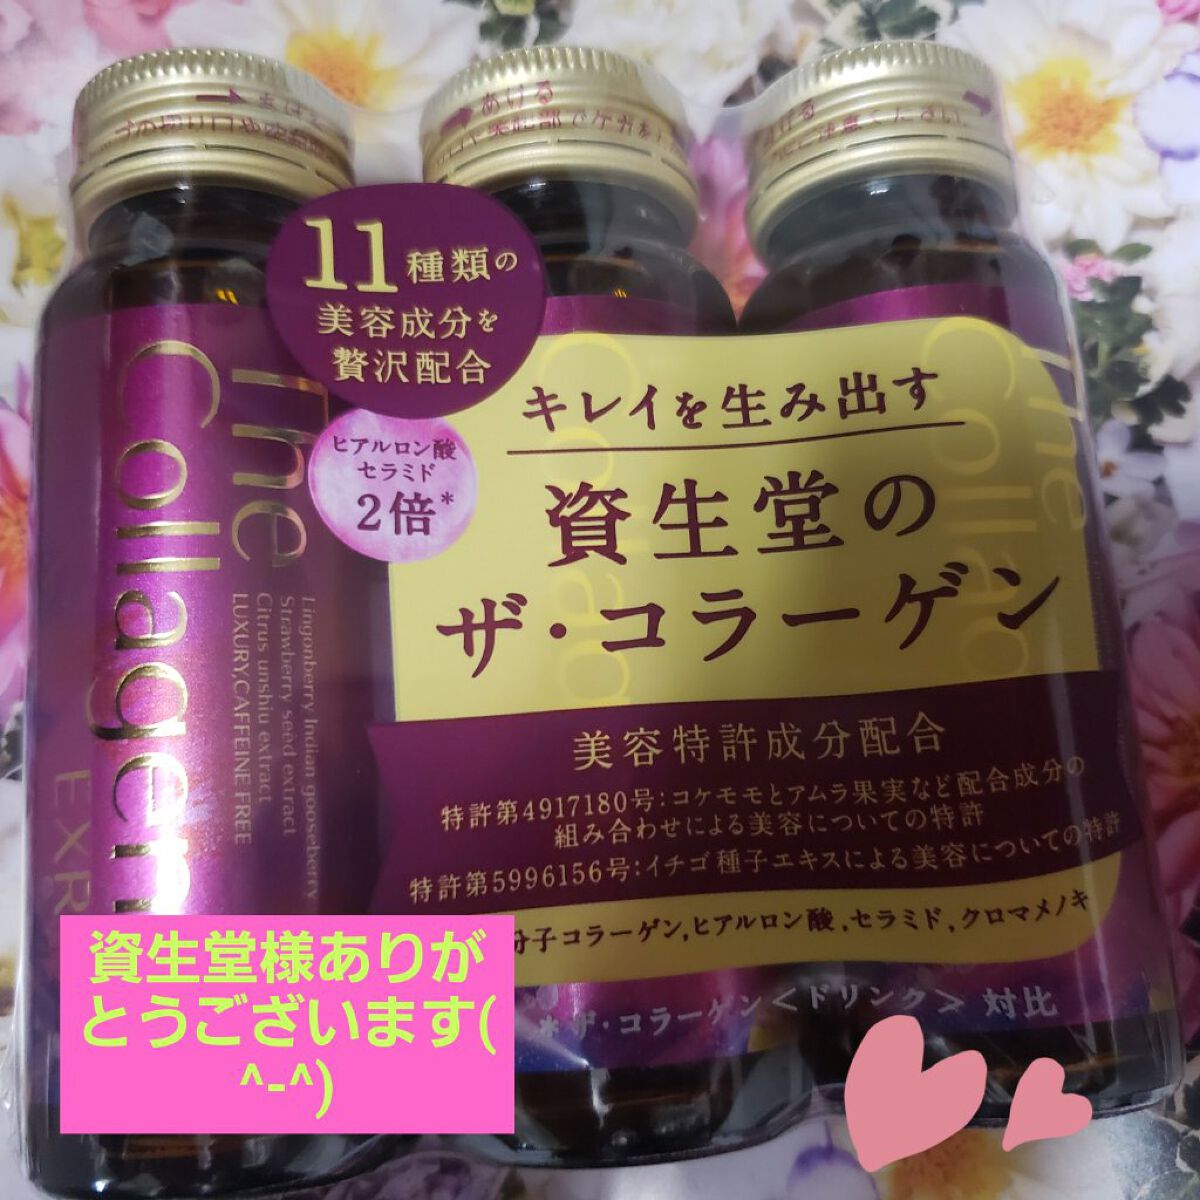 あける
11種類の
美容成分を
贅沢配合
ヒアルロン酸
セラミド
2倍*
キレイを生み出す
資生堂の
ザ・コラーゲン
美容特許成分配合
特許第4917180号:コケモモとアムラ果実など配合成分の
組み合わせによる美容についての特許
特許第5996156号:イチゴ種子エキスによる美容についての特許
分子コラーゲン,ヒアルロン酸,セラミド,クロマメノキ
*ザ・コラーゲン<ドリンク>対比
The
Collagen
Lingonberry Indian gooseberry
Strawberry seed extract
Citrus unshiu extract
LUXURY,CAFFEINE FREE
EXR
資生堂様ありが
とうございます(
^-^)